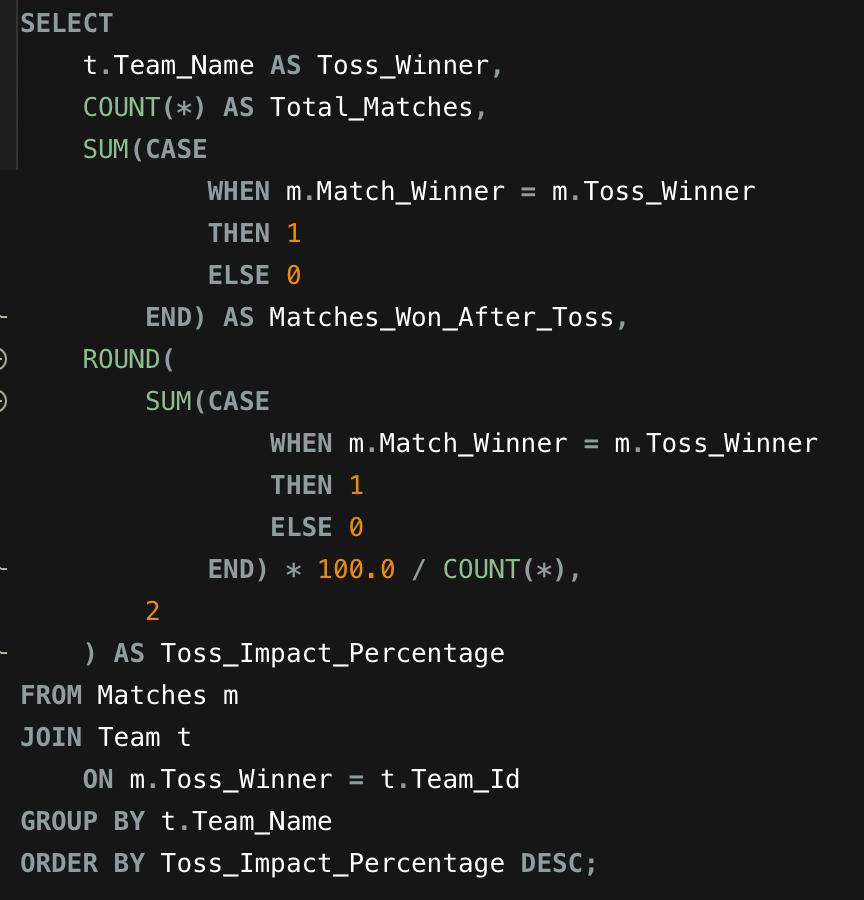 SELECT
    t.Team_Name AS Toss_Winner,
    COUNT(*) AS Total_Matches,
    SUM(CASE
            WHEN m.Match_Winner = m.Toss_Winner
            THEN 1
            ELSE 0
        END) AS Matches_Won_After_Toss,
    ROUND(
        SUM(CASE
                WHEN m.Match_Winner = m.Toss_Winner
                THEN 1
                ELSE 0
            END) * 100.0 / COUNT(*),
        2
    ) AS Toss_Impact_Percentage
FROM Matches m
JOIN Team t
    ON m.Toss_Winner = t.Team_Id
GROUP BY t.Team_Name
ORDER BY Toss_Impact_Percentage DESC;